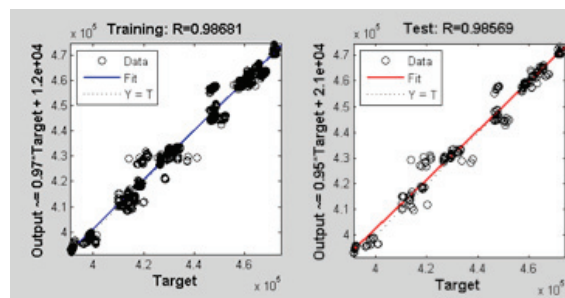 Training: R=0.98681
x 10^5
Output ~= 0.97*Target + 1.2e+04
4.7
4.6
4.5
4.4
4.3
4.2
4.1
4
Data
Fit
Y = T
4
4.2
4.4
4.6
Target
x 10^5
Test: R=0.98569
x 10^5
Output ~= 0.95*Target + 2.1e+04
4.7
4.6
4.5
4.4
4.3
4.2
4.1
4
Data
Fit
Y = T
4
4.2
4.4
4.6
Target
x 10^5